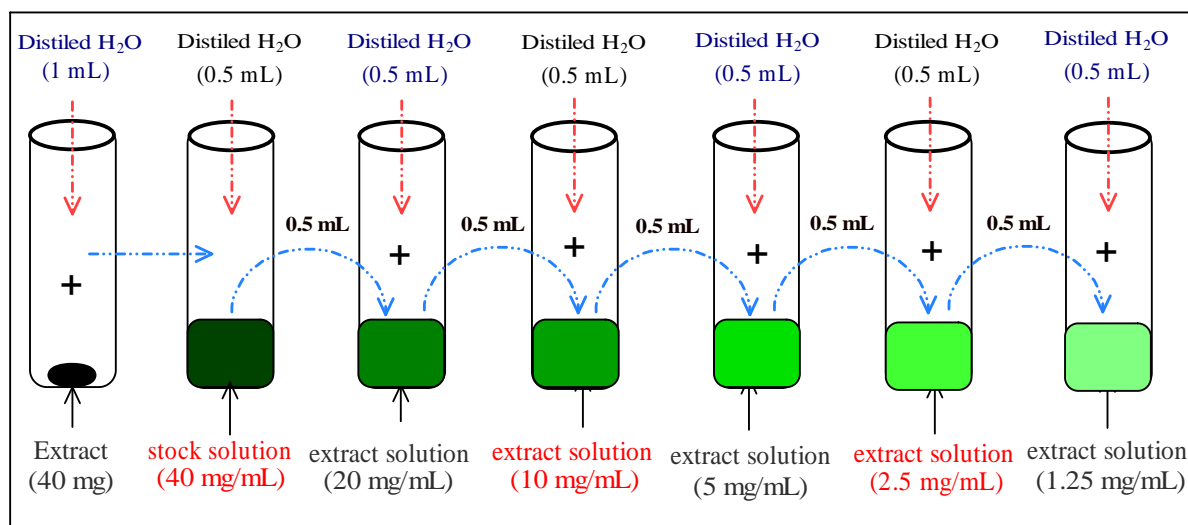 Distiled H₂O
(1 mL)
Distiled H₂O
(0.5 mL)
Distiled H₂O
(0.5 mL)
Distiled H₂O
(0.5 mL)
Distiled H₂O
(0.5 mL)
Distiled H₂O
(0.5 mL)
Distiled H₂O
(0.5 mL)
0.5 mL
0.5 mL
0.5 mL
0.5 mL
0.5 mL
+
+
+
+
+
+
Extract
(40 mg)
stock solution
(40 mg/mL)
extract solution
(20 mg/mL)
extract solution
(10 mg/mL)
extract solution
(5 mg/mL)
extract solution
(2.5 mg/mL)
extract solution
(1.25 mg/mL)